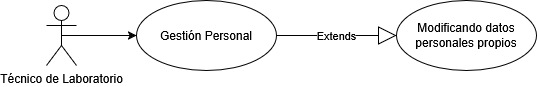 Técnico de Laboratorio
Gestión Personal
Extends
Modificando datos
personales propios